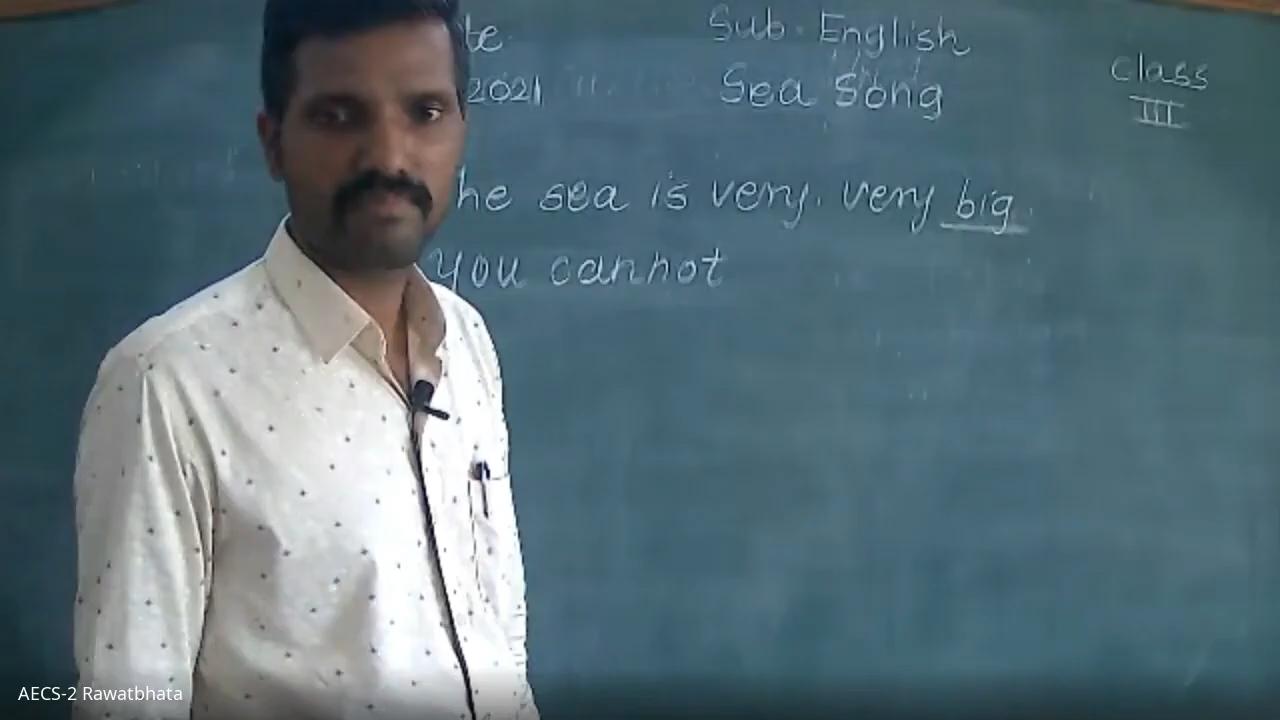 te. Sub. English
2021 Sea Song
class
III
he sea is very. very big.
you cannot
AECS-2 Rawatbhata